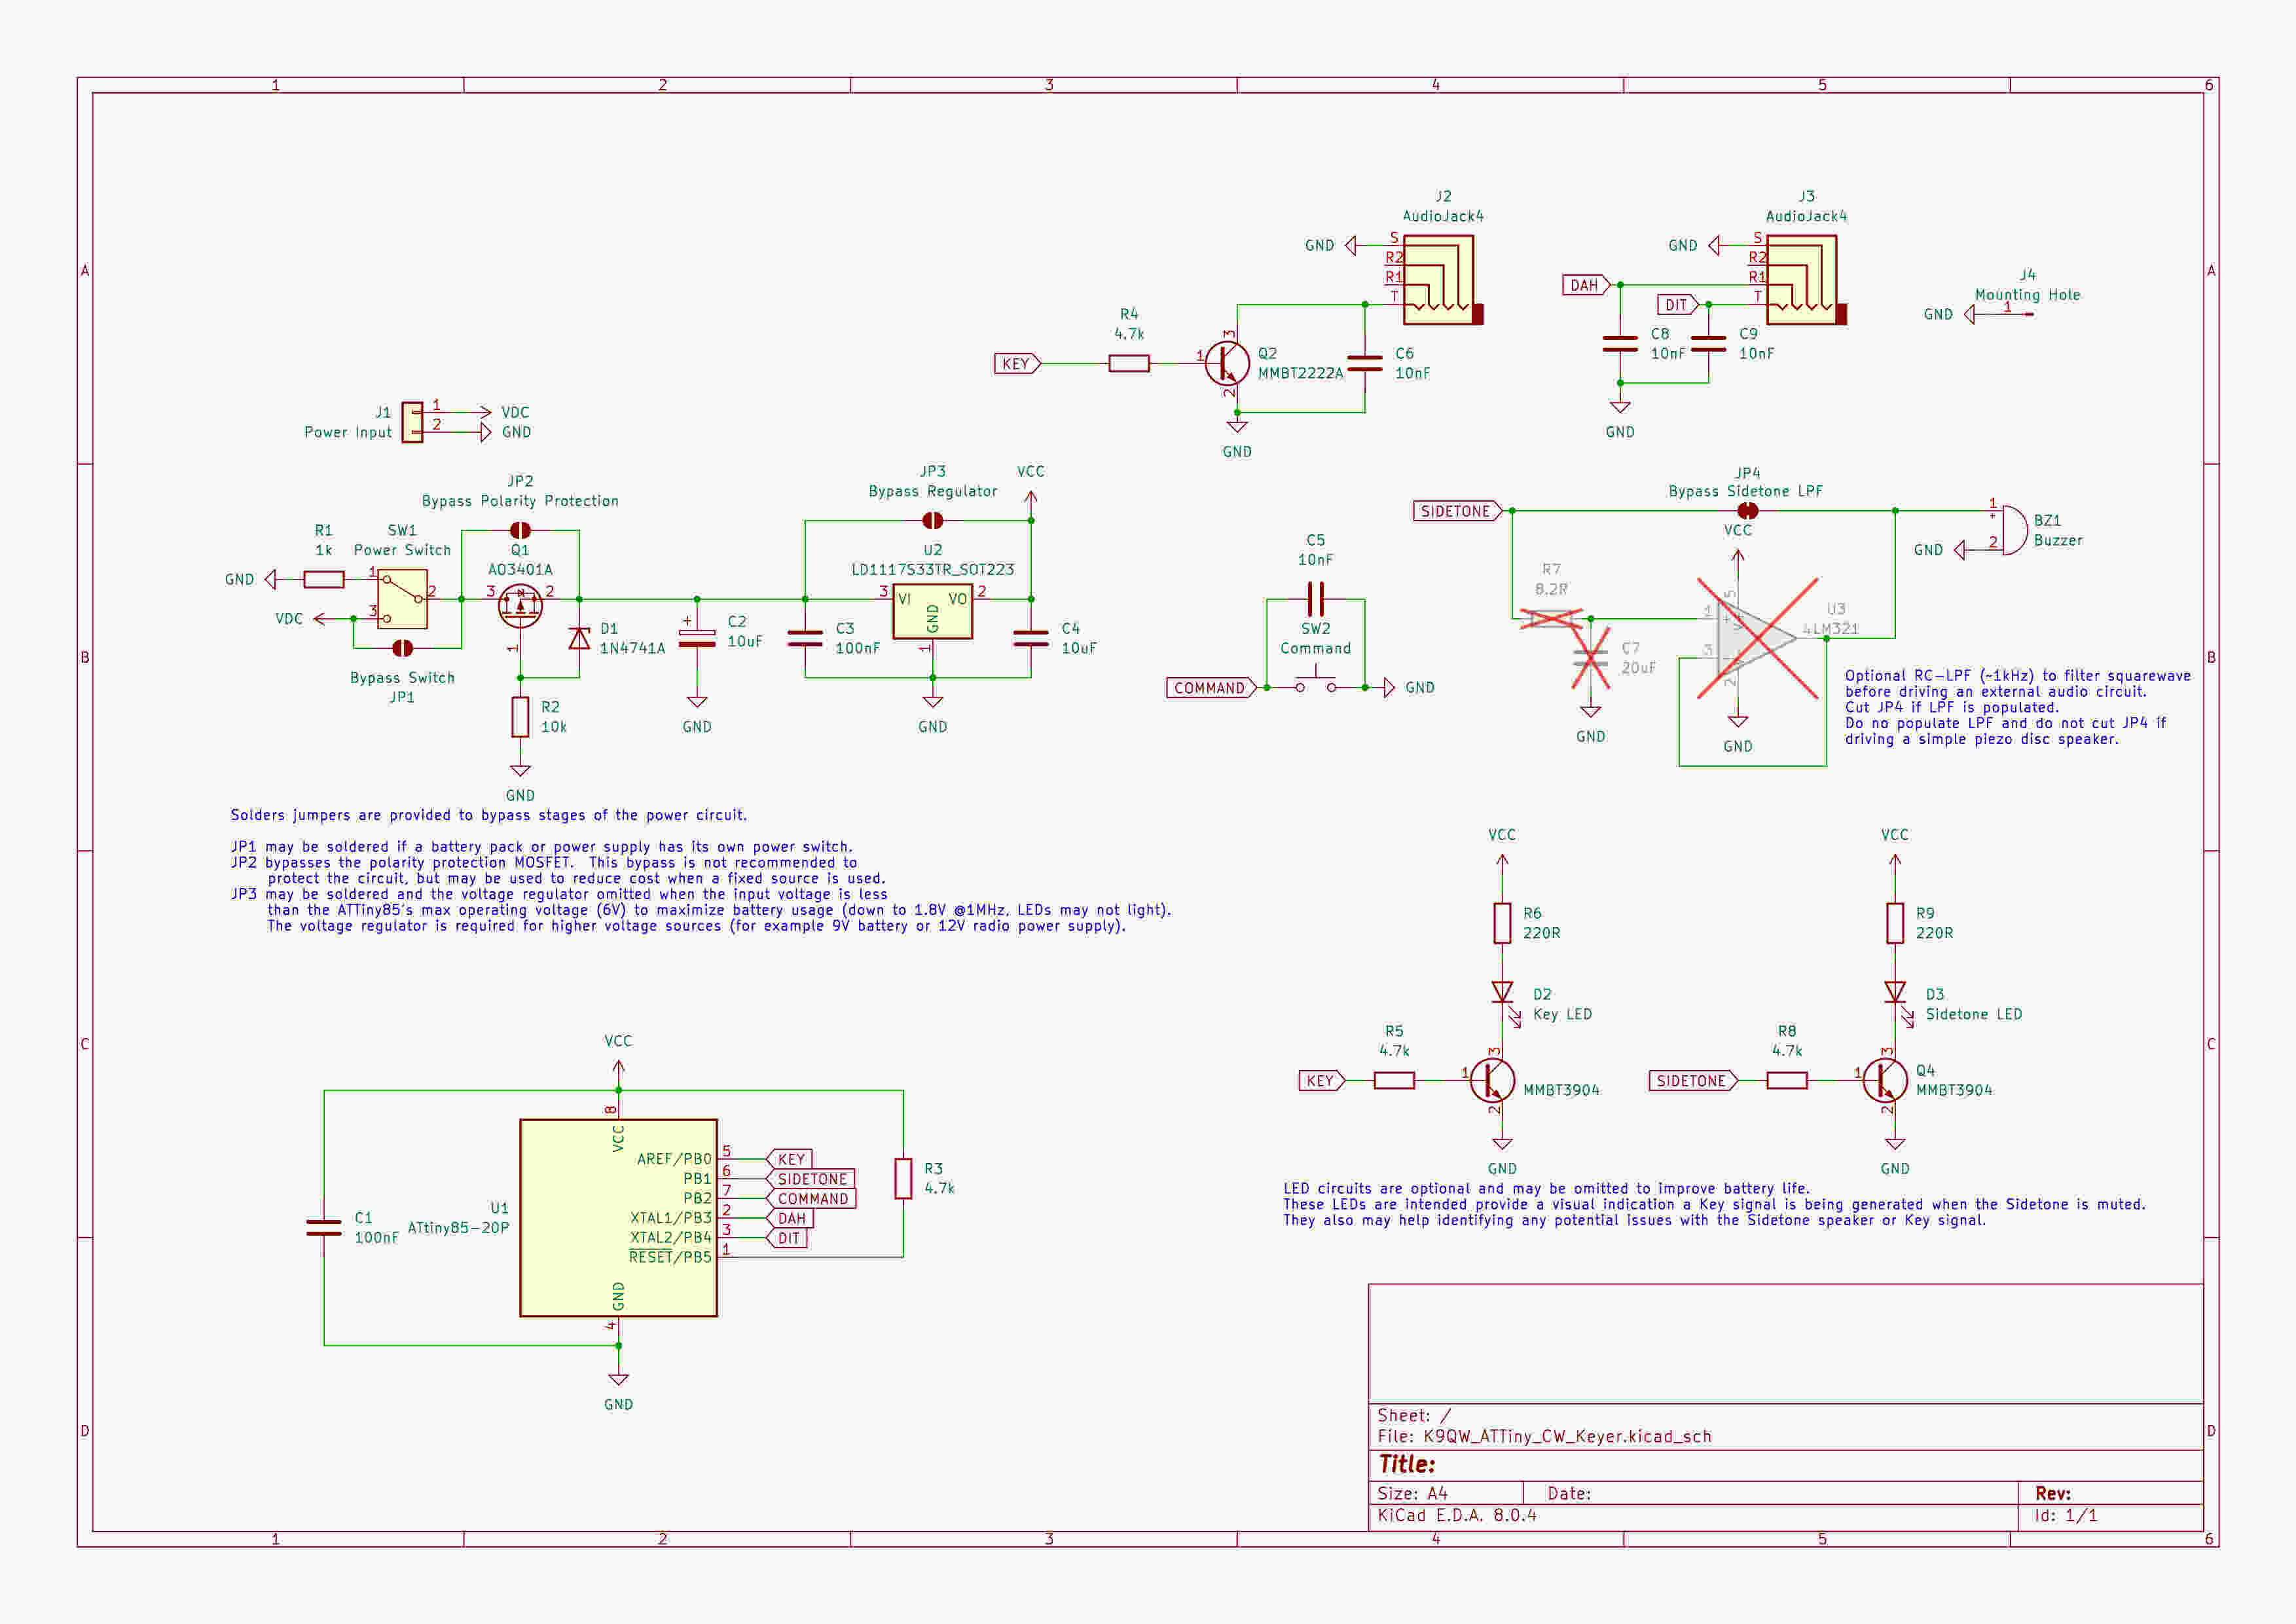 1 2 3 4 5 6
A
B
C
D
J2
AudioJack4
GND
S
R2
R1
T
J3
AudioJack4
GND
S
R2
R1
T
DAH
DIT
C8
10nF
C9
10nF
GND
J4
Mounting Hole
GND
1
R4
4.7k
KEY
1
3
2
Q2
MMBT2222A
C6
10nF
GND
J1
Power Input
1
2
VDC
GND
JP2
Bypass Polarity Protection
R1
1k
GND
SW1
Power Switch
1
2
3
VDC
Bypass Switch
JP1
Q1
AO3401A
3
2
1
D1
1N4741A
R2
10k
GND
C2
10uF
+
GND
JP3
Bypass Regulator
VCC
U2
LD1117S33TR_SOT223
3
VI
VO
2
GND
1
C3
100nF
C4
10uF
GND
C5
10nF
SW2
Command
COMMAND
GND
SIDETONE
JP4
Bypass Sidetone LPF
VCC
R7
8.2R
C7
20uF
GND
1
+
3
-
5
V+
2
V-
U3
4
LM321
GND
1
+
2
BZ1
Buzzer
GND
Optional RC-LPF (~1kHz) to filter squarewave
before driving an external audio circuit.
Cut JP4 if LPF is populated.
Do no populate LPF and do not cut JP4 if
driving a simple piezo disc speaker.
Solders jumpers are provided to bypass stages of the power circuit.
JP1 may be soldered if a battery pack or power supply has its own power switch.
JP2 bypasses the polarity protection MOSFET.  This bypass is not recommended to
protect the circuit, but may be used to reduce cost when a fixed source is used.
JP3 may be soldered and the voltage regulator omitted when the input voltage is less
than the ATTiny85's max operating voltage (6V) to maximize battery usage (down to 1.8V @1MHz, LEDs may not light).
The voltage regulator is required for higher voltage sources (for example 9V battery or 12V radio power supply).
VCC
C1
100nF
U1
ATtiny85-20P
8
VCC
AREF/PB0
5
KEY
PB1
6
SIDETONE
PB2
7
COMMAND
XTAL1/PB3
2
DAH
XTAL2/PB4
3
DIT
RESET/PB5
1
GND
4
R3
4.7k
GND
VCC
R6
220R
D2
Key LED
R5
4.7k
KEY
1
3
2
MMBT3904
GND
VCC
R9
220R
D3
Sidetone LED
R8
4.7k
SIDETONE
1
3
2
Q4
MMBT3904
GND
LED circuits are optional and may be omitted to improve battery life.
These LEDs are intended provide a visual indication a Key signal is being generated when the Sidetone is muted.
They also may help identifying any potential issues with the Sidetone speaker or Key signal.
Sheet: /
File: K9QW_ATTiny_CW_Keyer.kicad_sch
Title:
Size: A4 Date: Rev:
KiCad E.D.A. 8.0.4 Id: 1/1
A
B
C
D
1 2 3 4 5 6